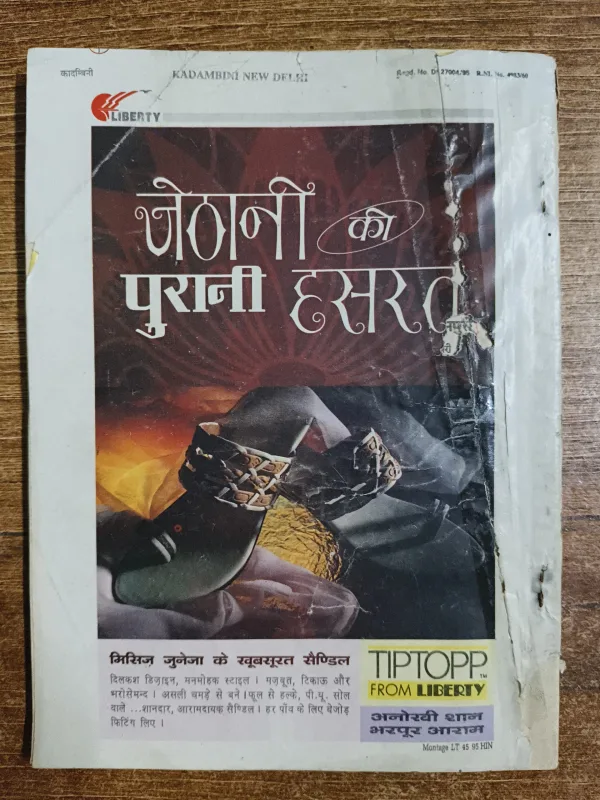 कादम्बिनी
KADAMBINI NEW DELHI
LIBERTY
जेठानी की
पुरानी हसरत
मिसिज़ जुनेजा के खूबसूरत सैण्डिल
दिलकश डिज़ाइन, मनमोहक स्टाइल । मज़बूत, टिकाऊ और
भरोसेमन्द । असली चमड़े से बने । फूल से हल्के, पी.यू. सोल
वाले ...शानदार, आरामदायक सैण्डिल । हर पाँव के लिए बेजोड़
फिटिंग लिए ।
TIPTOPP TM
FROM LIBERTY
अनोखी शान
भरपूर आराम
Montage LT 45 95 HIN